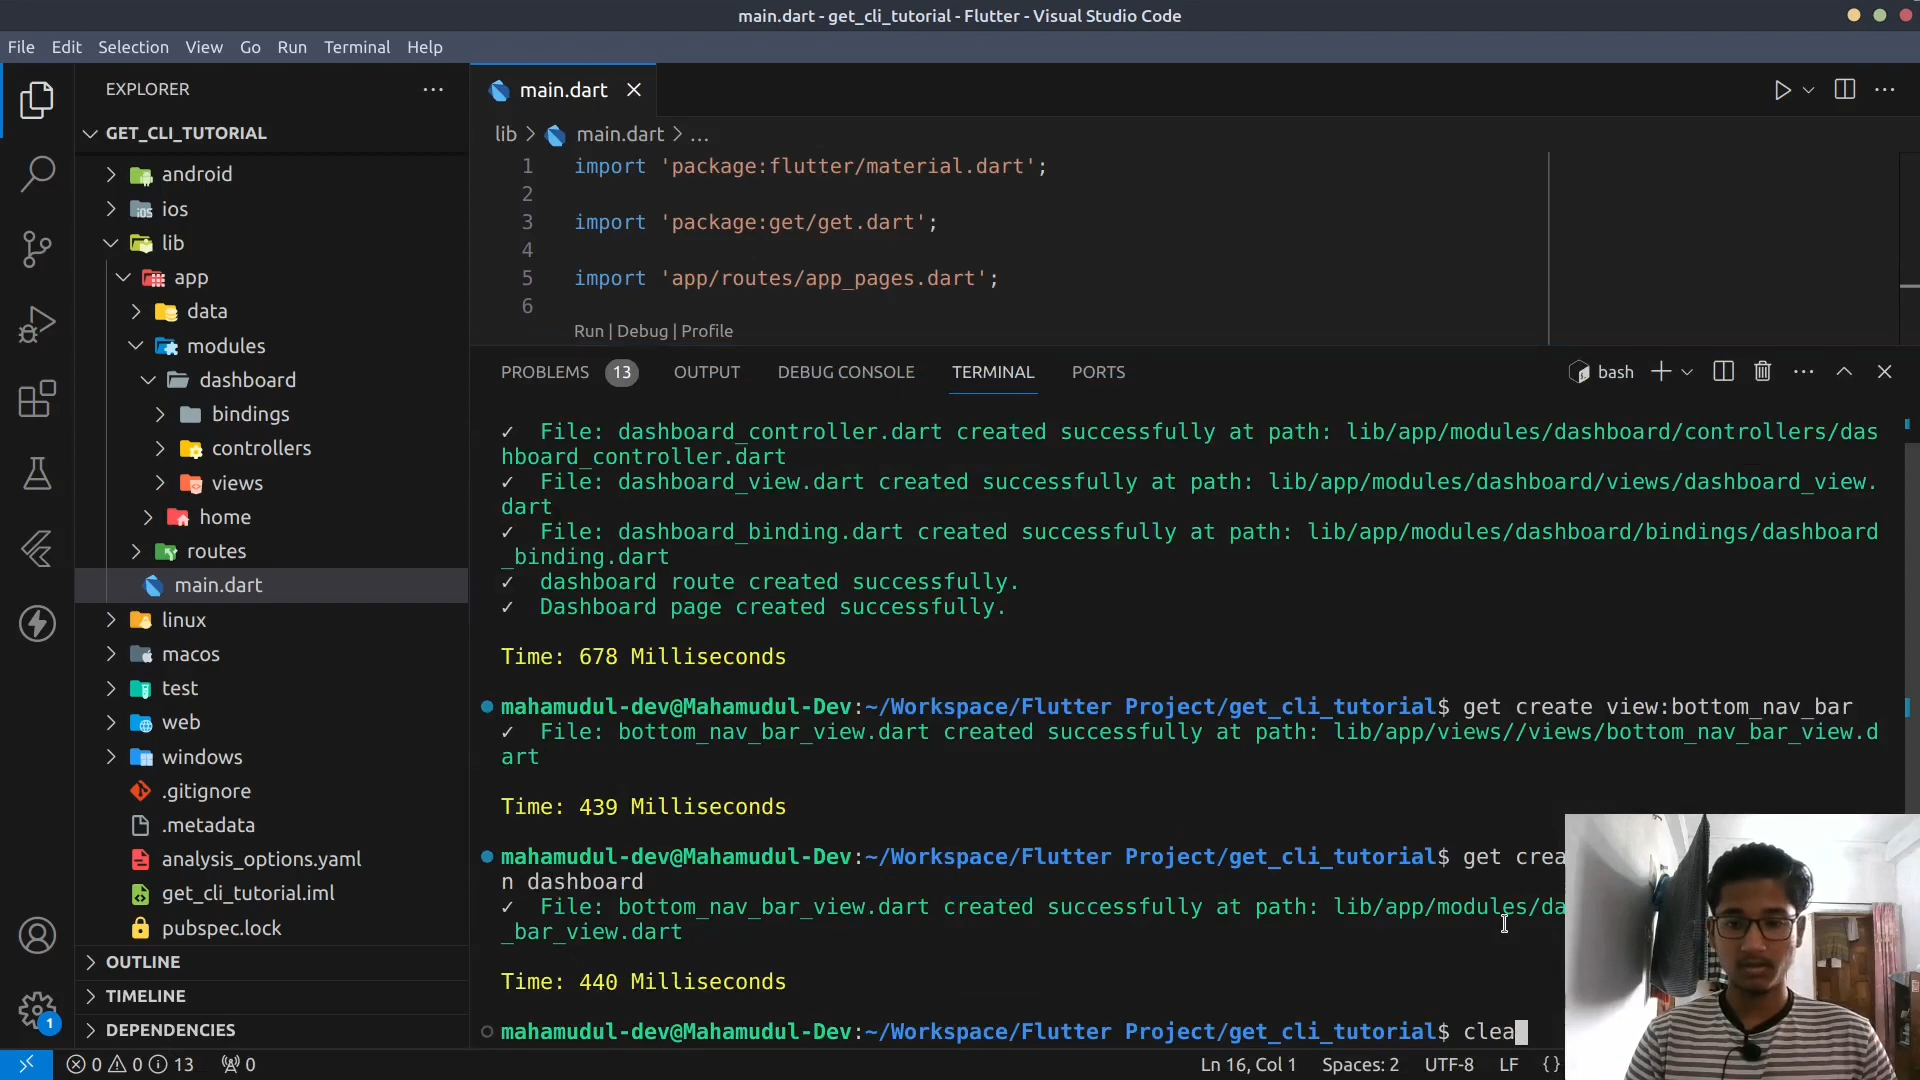 main.dart - get_cli_tutorial - Flutter - Visual Studio Code
File Edit Selection View Go Run Terminal Help
EXPLORER
GET_CLI_TUTORIAL
android
ios
lib
app
data
modules
dashboard
bindings
controllers
views
home
routes
main.dart
linux
macos
test
web
windows
.gitignore
.metadata
analysis_options.yaml
get_cli_tutorial.iml
pubspec.lock
OUTLINE
TIMELINE
DEPENDENCIES
main.dart
lib > main.dart > ...
1 import 'package:flutter/material.dart';
2
3 import 'package:get/get.dart';
4
5 import 'app/routes/app_pages.dart';
6
Run | Debug | Profile
PROBLEMS 13 OUTPUT DEBUG CONSOLE TERMINAL PORTS bash
✓ File: dashboard_controller.dart created successfully at path: lib/app/modules/dashboard/controllers/das
hboard_controller.dart
✓ File: dashboard_view.dart created successfully at path: lib/app/modules/dashboard/views/dashboard_view.
dart
✓ File: dashboard_binding.dart created successfully at path: lib/app/modules/dashboard/bindings/dashboard
_binding.dart
✓ dashboard route created successfully.
✓ Dashboard page created successfully.
Time: 678 Milliseconds
mahamudul-dev@Mahamudul-Dev:~/Workspace/Flutter Project/get_cli_tutorial$ get create view:bottom_nav_bar
✓ File: bottom_nav_bar_view.dart created successfully at path: lib/app/views//views/bottom_nav_bar_view.d
art
Time: 439 Milliseconds
mahamudul-dev@Mahamudul-Dev:~/Workspace/Flutter Project/get_cli_tutorial$ get crea
n dashboard
✓ File: bottom_nav_bar_view.dart created successfully at path: lib/app/modules/da
_bar_view.dart
Time: 440 Milliseconds
mahamudul-dev@Mahamudul-Dev:~/Workspace/Flutter Project/get_cli_tutorial$ clea
1
0 0 13 0 Ln 16, Col 1 Spaces: 2 UTF-8 LF {}